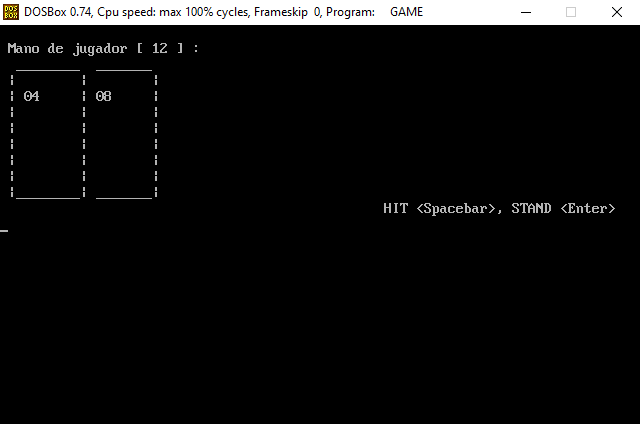 DOS BOX DOSBox 0.74, Cpu speed: max 100% cycles, Frameskip 0, Program: GAME
Mano de jugador [ 12 ] :
04 08
HIT <Spacebar>, STAND <Enter>